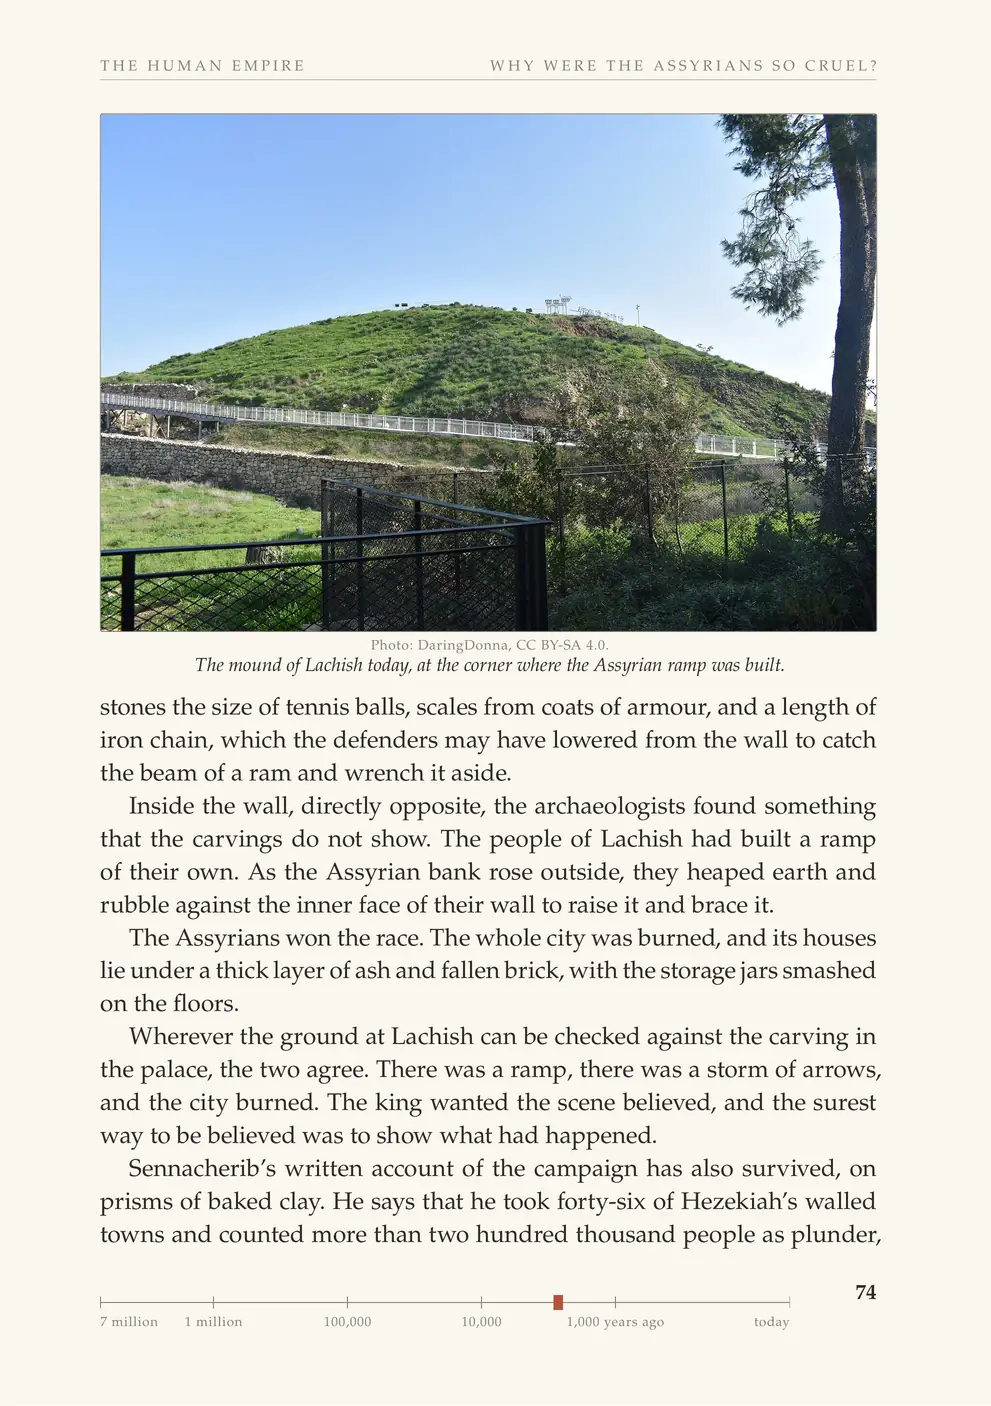 THE HUMAN EMPIRE
WHY WERE THE ASSYRIANS SO CRUEL?
Photo: DaringDonna, CC BY-SA 4.0.
The mound of Lachish today, at the corner where the Assyrian ramp was built.
stones the size of tennis balls, scales from coats of armour, and a length of
iron chain, which the defenders may have lowered from the wall to catch
the beam of a ram and wrench it aside.
Inside the wall, directly opposite, the archaeologists found something
that the carvings do not show. The people of Lachish had built a ramp
of their own. As the Assyrian bank rose outside, they heaped earth and
rubble against the inner face of their wall to raise it and brace it.
The Assyrians won the race. The whole city was burned, and its houses
lie under a thick layer of ash and fallen brick, with the storage jars smashed
on the floors.
Wherever the ground at Lachish can be checked against the carving in
the palace, the two agree. There was a ramp, there was a storm of arrows,
and the city burned. The king wanted the scene believed, and the surest
way to be believed was to show what had happened.
Sennacherib’s written account of the campaign has also survived, on
prisms of baked clay. He says that he took forty-six of Hezekiah’s walled
towns and counted more than two hundred thousand people as plunder,
74
7 million
1 million
100,000
10,000
1,000 years ago
today